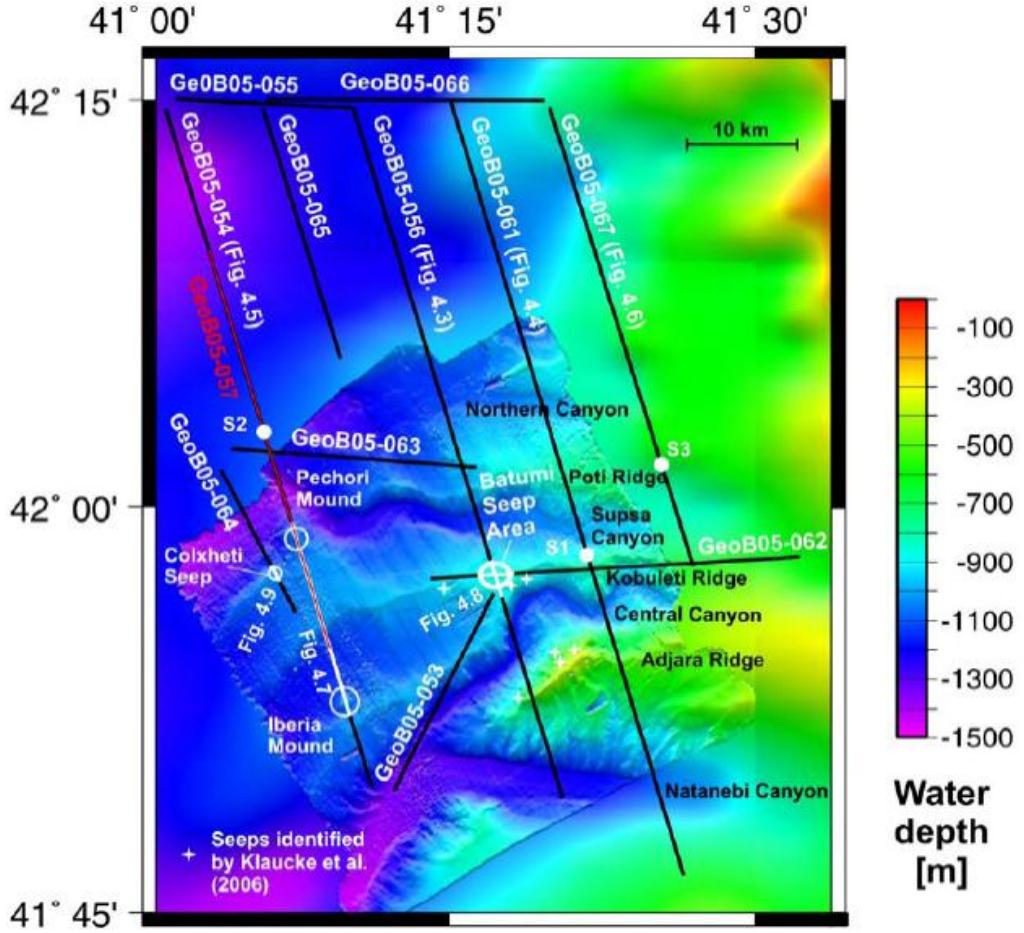 41° 00'
41° 15'
41° 30'
42° 15'
42° 00'
41° 45'
Ge0B05-055
GeoB05-066
10 km
GeoB05-054 (Fig. 4.5)
GeoB05-065
GeoB05-056 (Fig. 4.3)
GeoB05-061 (Fig. 4.4)
GeoB05-067 (Fig. 4.6)
GeoB05-057
Northern Canyon
S2
GeoB05-063
GeoB05-064
S3
Pechori
Mound
Batumi
Seep
Area
Poti Ridge
Supsa
Canyon
S1
GeoB05-062
Colxheti
Seep
Kobuleti Ridge
Fig. 4.9
Fig. 4.8
Central Canyon
Fig. 4.7
Adjara Ridge
GeoB05-053
Iberia
Mound
Natanebi Canyon
Seeps identified
by Klaucke et al.
(2006)
-100
-300
-500
-700
-900
-1100
-1300
-1500
Water
depth
[m]